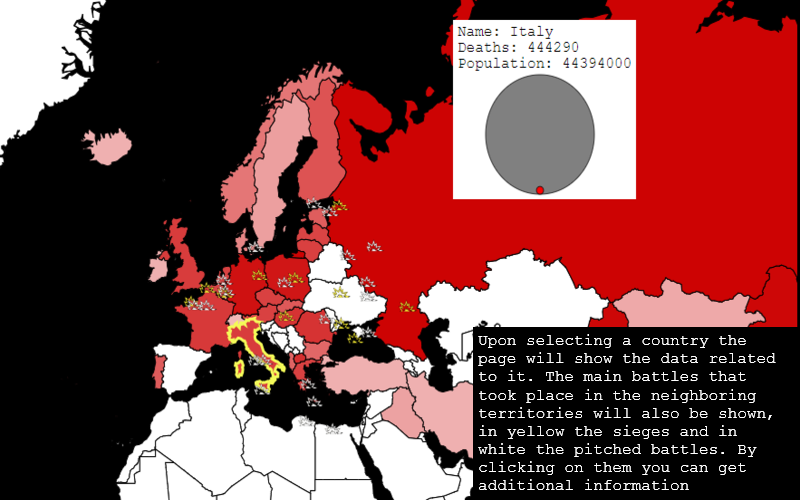 Name: Italy
Deaths: 444290
Population: 44394000
Upon selecting a country the
page will show the data related
to it. The main battles that
took place in the neighboring
territories will also be shown,
in yellow the sieges and in
white the pitched battles. By
clicking on them you can get
additional information